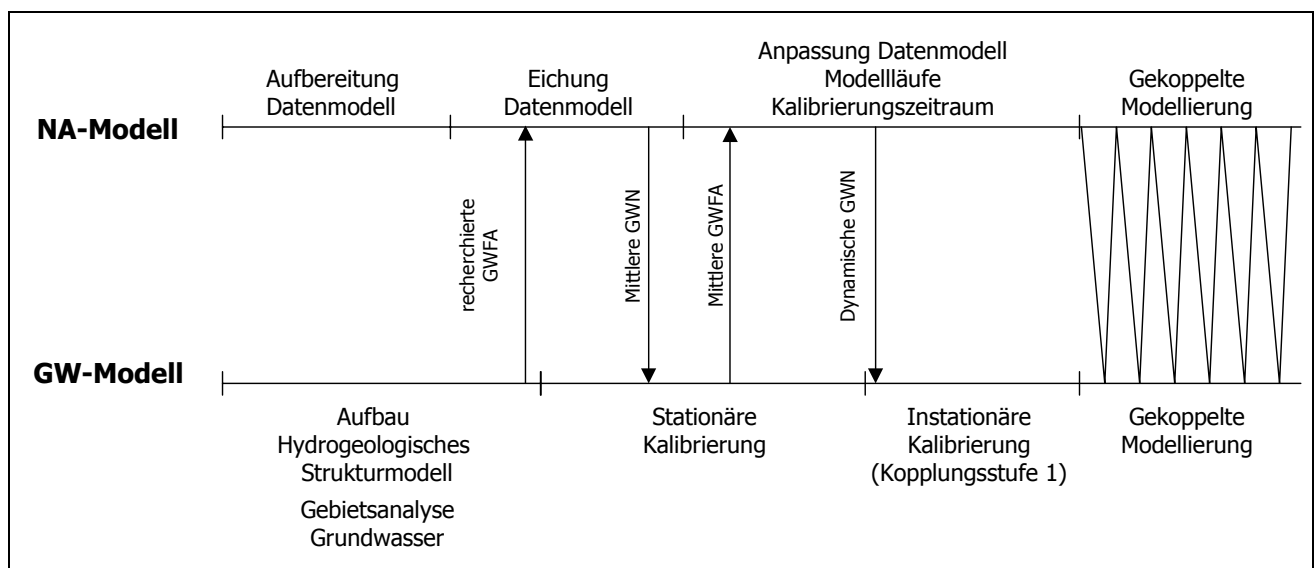 Aufbereitung
Datenmodell
Eichung
Datenmodell
Anpassung Datenmodell
Modellläufe
Kalibrierungszeitraum
Gekoppelte
Modellierung
NA-Modell
recherchierte
GWFA
Mittlere GWN
Mittlere GWFA
Dynamische GWN
GW-Modell
Aufbau
Hydrogeologisches
Strukturmodell
Gebietsanalyse
Grundwasser
Stationäre
Kalibrierung
Instationäre
Kalibrierung
(Kopplungsstufe 1)
Gekoppelte
Modellierung